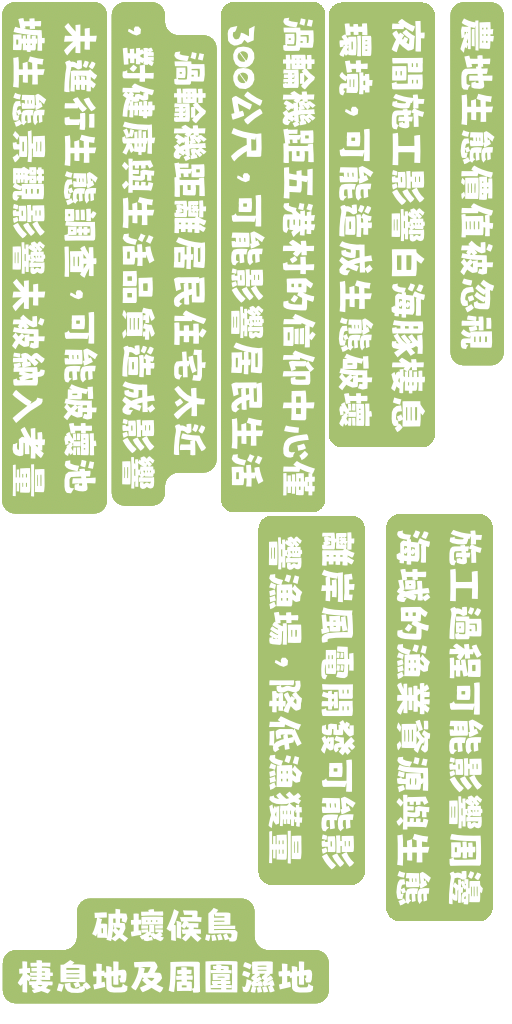 農地生態價值被忽視
夜間施工影響白海豚棲息
環境，可能造成生態破壞
渦輪機距五巷村的信仰中心僅
300公尺，可能影響居民生活
渦輪機距離居民住宅太近
，對健康與生活品質造成影響
未進行生態調查，可能破壞池
塘生態景觀影響未被納入考量
施工過程可能影響周邊
海域的漁業資源與生態
離岸風電開發可能影
響漁場，降低漁獲量
破壞候鳥
棲息地及周圍濕地